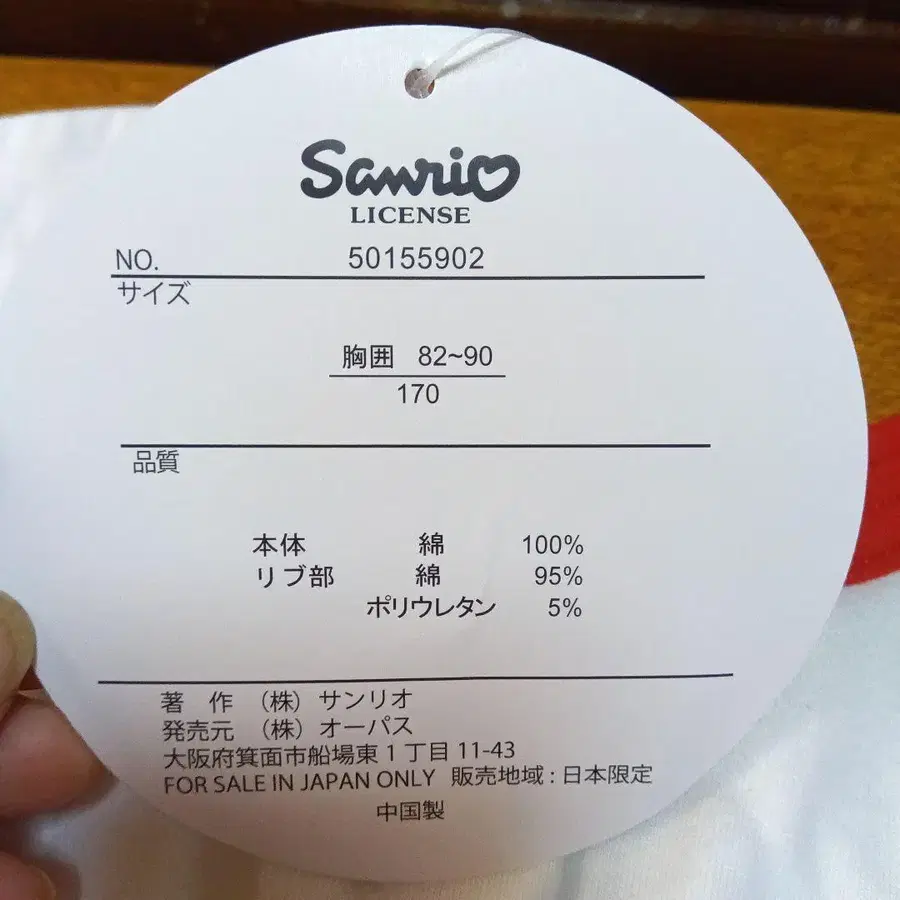 Sanrio
LICENSE
NO. 50155902
サイズ
胸囲 82~90
170
品質
本体 綿 100%
リブ部 綿 95%
ポリウレタン 5%
著 作 (株) サンリオ
発売元 (株) オーパス
大阪府箕面市船場東1丁目11-43
FOR SALE IN JAPAN ONLY 販売地域 : 日本限定
中国製